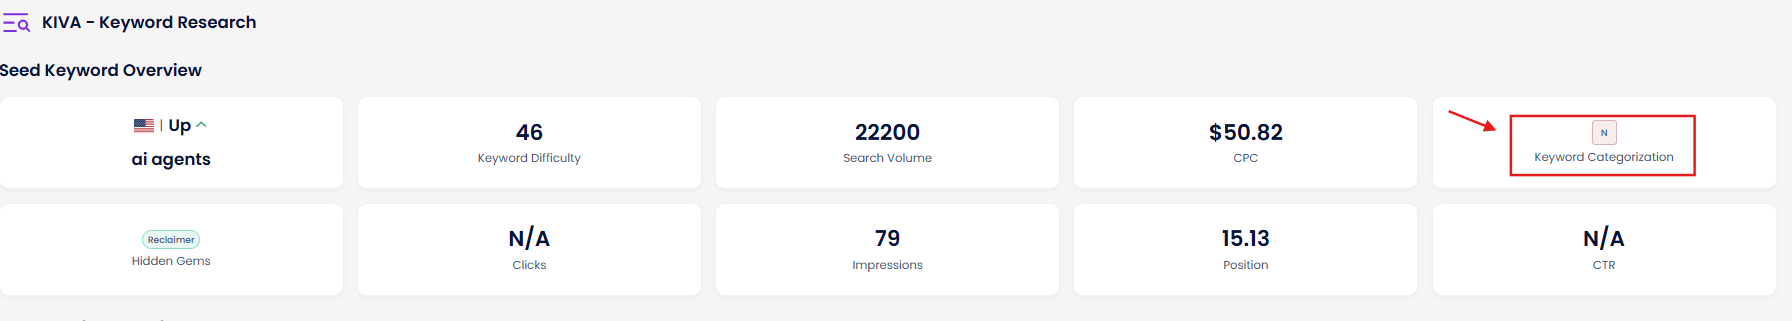 KIVA - Keyword Research
Seed Keyword Overview
| Up
ai agents
46
Keyword Difficulty
22200
Search Volume
$50.82
CPC
N
Keyword Categorization
Reclaimer
Hidden Gems
N/A
Clicks
79
Impressions
15.13
Position
N/A
CTR